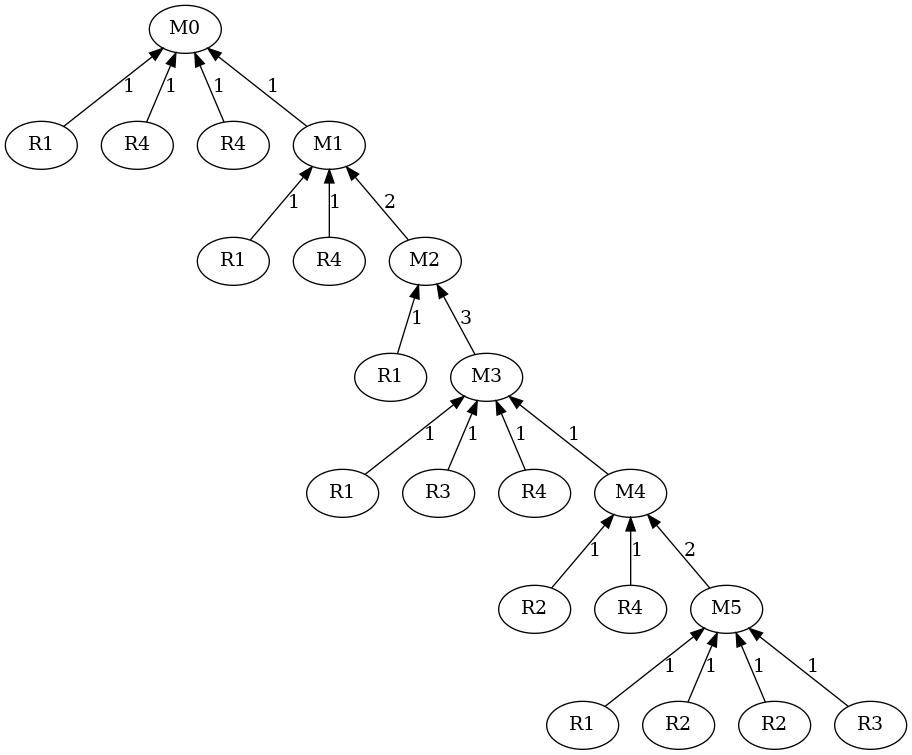 M0
1 1 1 1
R1 R4 R4 M1
1 1 2
R1 R4 M2
1 3
R1 M3
1 1 1 1
R1 R3 R4 M4
1 1 2
R2 R4 M5
1 1 1 1
R1 R2 R2 R3